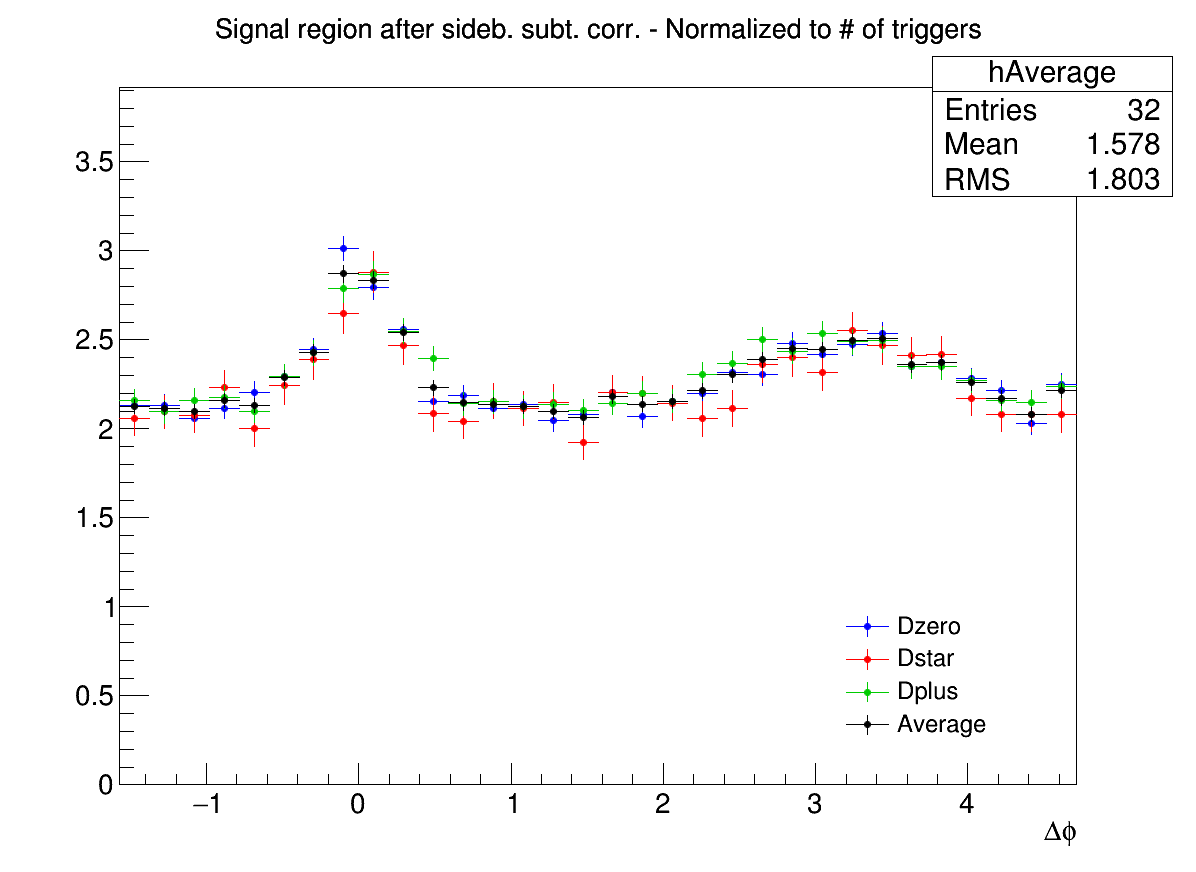 Signal region after sideb. subt. corr. - Normalized to # of triggers
hAverage
Entries 32
Mean 1.578
RMS 1.803
3.5
3
2.5
2
1.5
1
0.5
0
−1 0 1 2 3 4
Δϕ
Dzero
Dstar
Dplus
Average